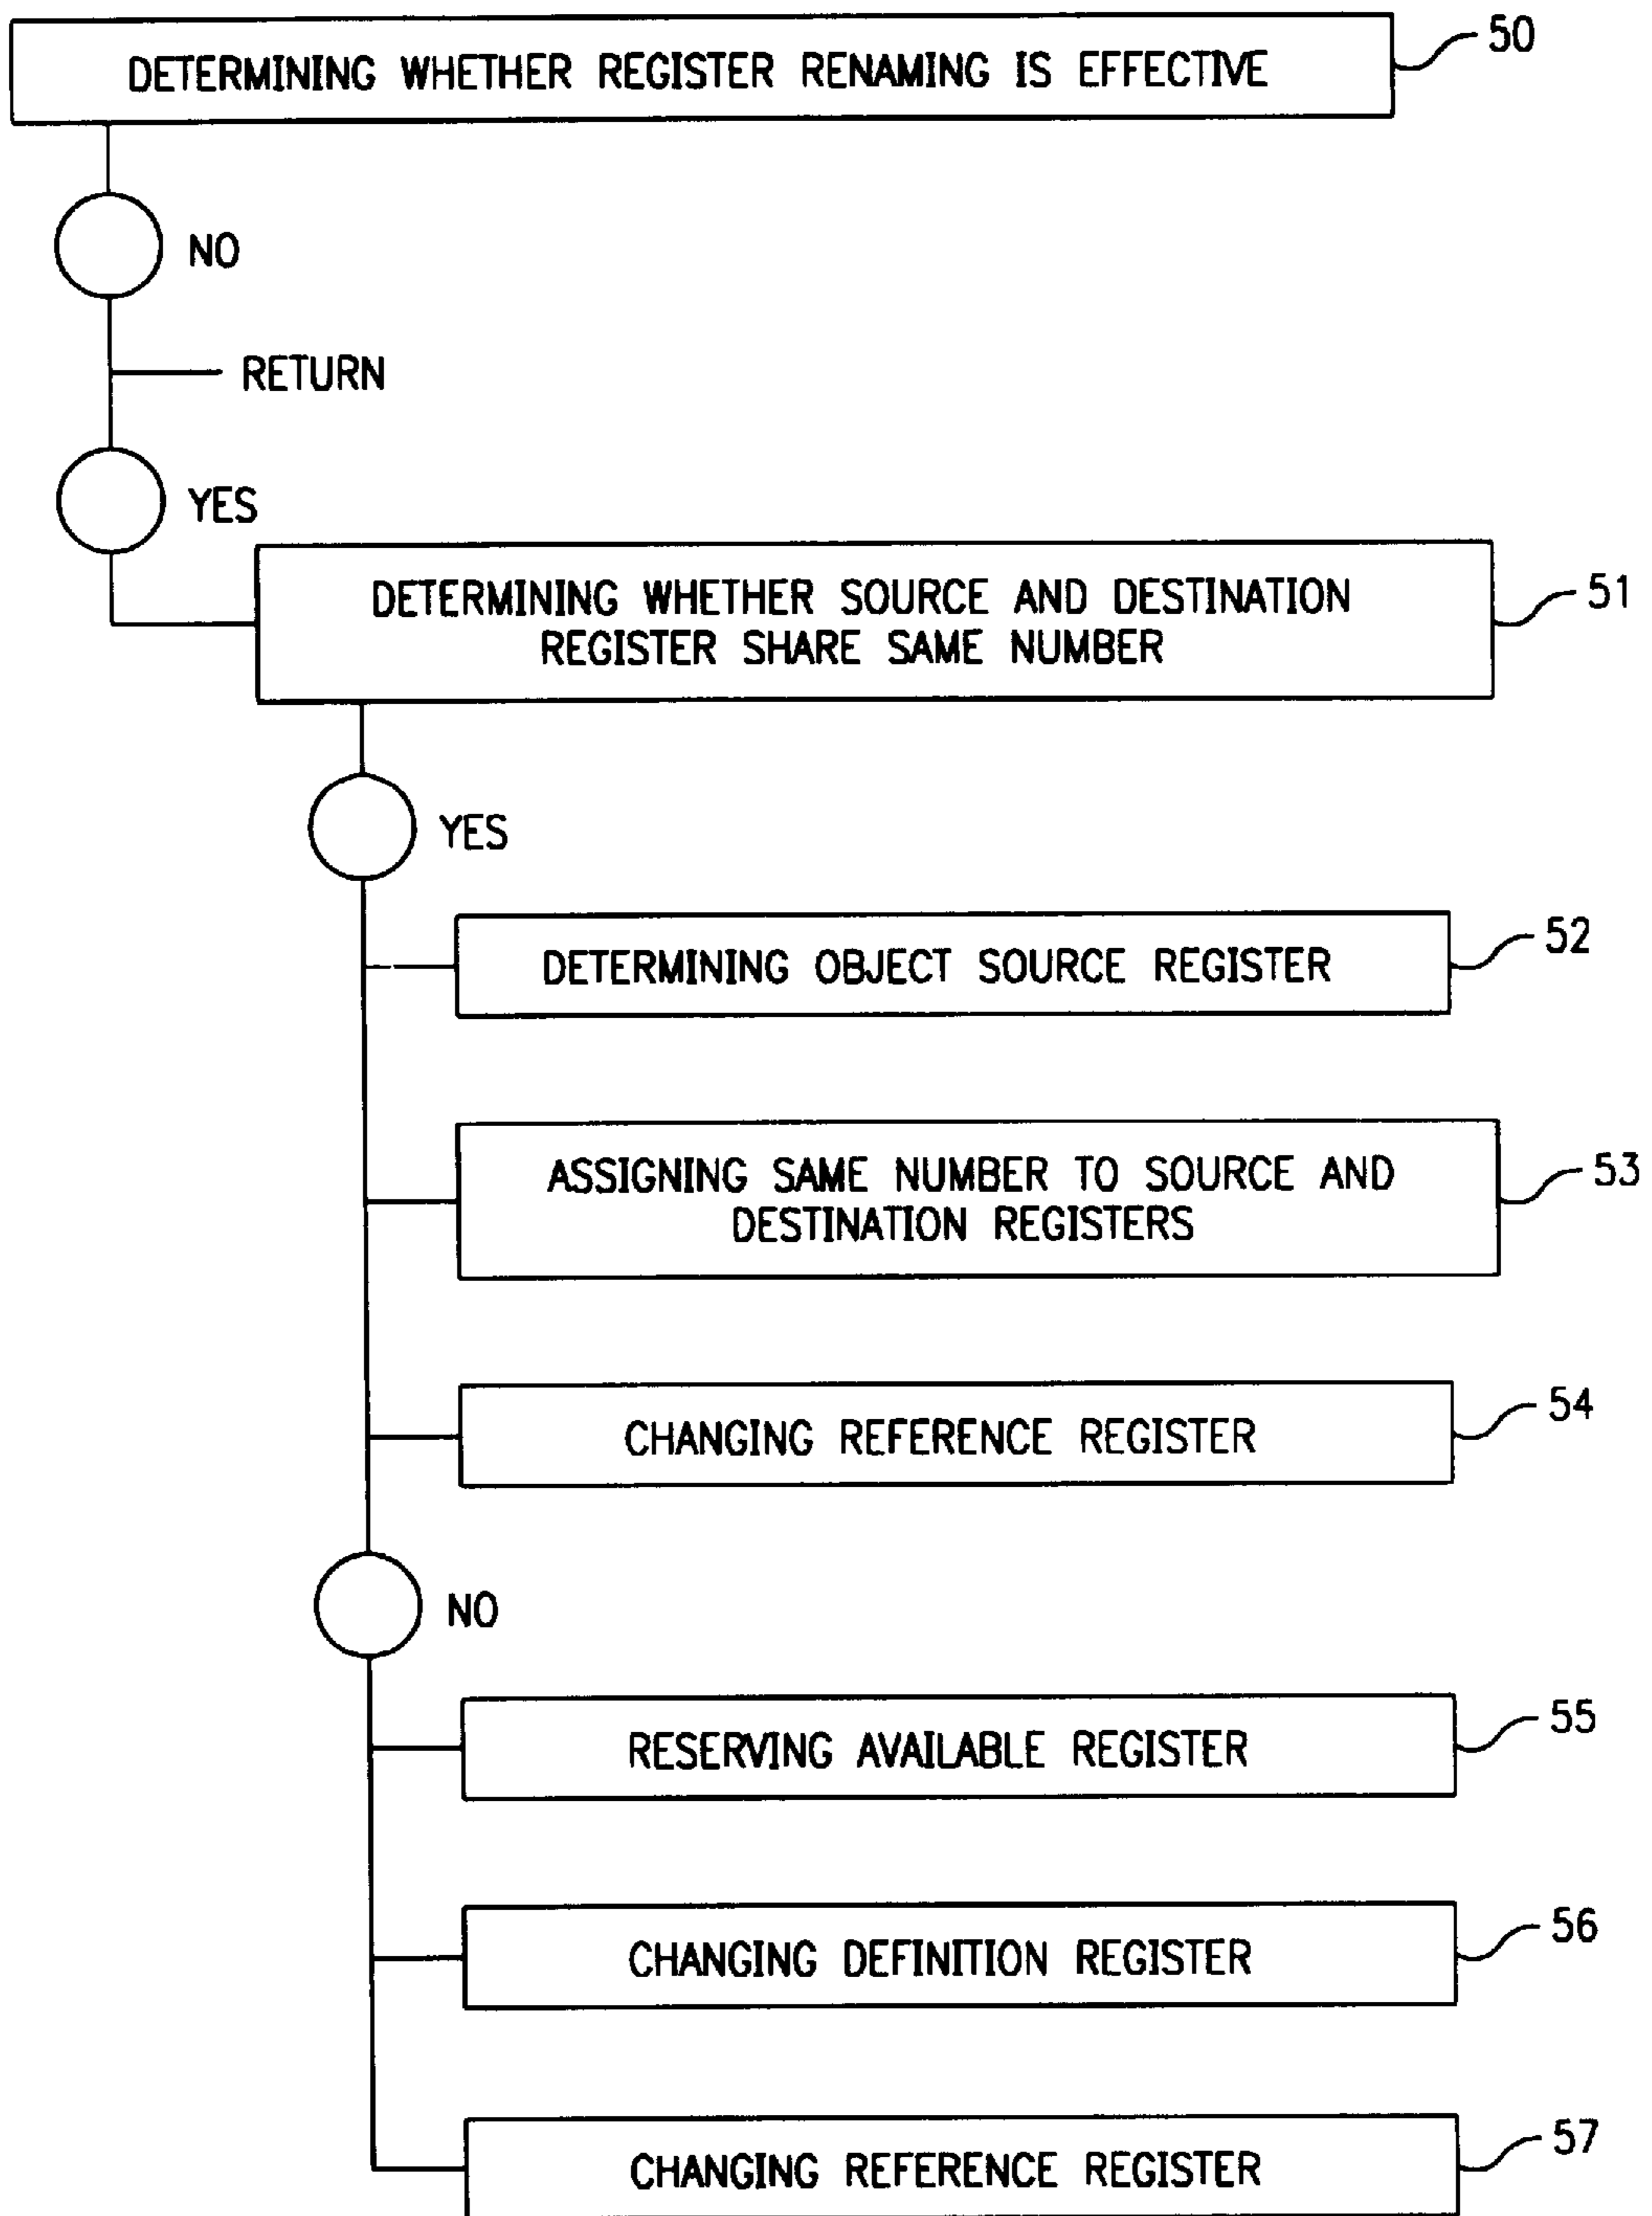 DETERMINING WHETHER REGISTER RENAMING IS EFFECTIVE
50
NO
RETURN
YES
DETERMINING WHETHER SOURCE AND DESTINATION
REGISTER SHARE SAME NUMBER
51
YES
DETERMINING OBJECT SOURCE REGISTER
52
ASSIGNING SAME NUMBER TO SOURCE AND
DESTINATION REGISTERS
53
CHANGING REFERENCE REGISTER
54
NO
RESERVING AVAILABLE REGISTER
55
CHANGING DEFINITION REGISTER
56
CHANGING REFERENCE REGISTER
57